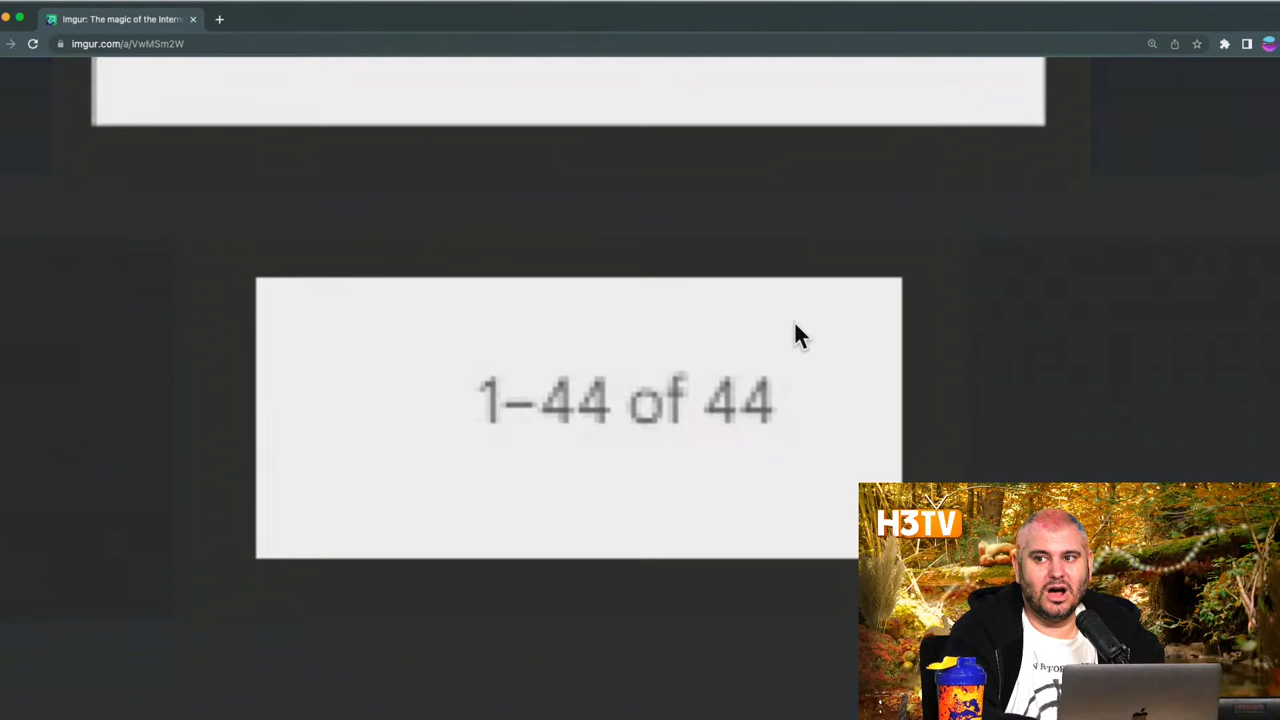 Imgur: The magic of the Intern
imgur.com/a/VwMSm2W
1–44 of 44
H3TV